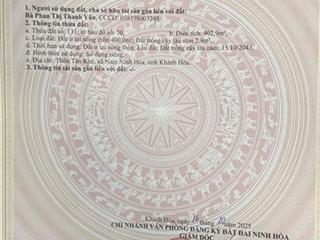 1. Người sử dụng đất, chủ sở hữu tài sản gắn liền với đất:
Bà Phan Thị Thanh Vân, CCCD: 058198003248
2. Thông tin thửa đất:
a. Thửa đất số: 131; tờ bản đồ số: 70; d. Diện tích: 402,9m².
c. Loại đất: Đất ở tại nông thôn 400,0m²; Đất trồng cây lâu năm 2,9m².
d. Thời hạn sử dụng: Đất ở tại nông thôn: Lâu dài; Đất trồng cây lâu năm: 15/10/2043.
đ. Hình thức sử dụng: Sử dụng riêng.
e. Địa chỉ: Thôn Tân Khê, xã Nam Ninh Hòa, tỉnh Khánh Hòa.
3. Thông tin tài sản gắn liền với đất: -/-
Khánh Hòa, ngày 16 tháng 10 năm 2025
CHI NHÁNH VĂN PHÒNG ĐĂNG KÝ ĐẤT ĐAI NINH HÒA
GIÁM ĐỐC